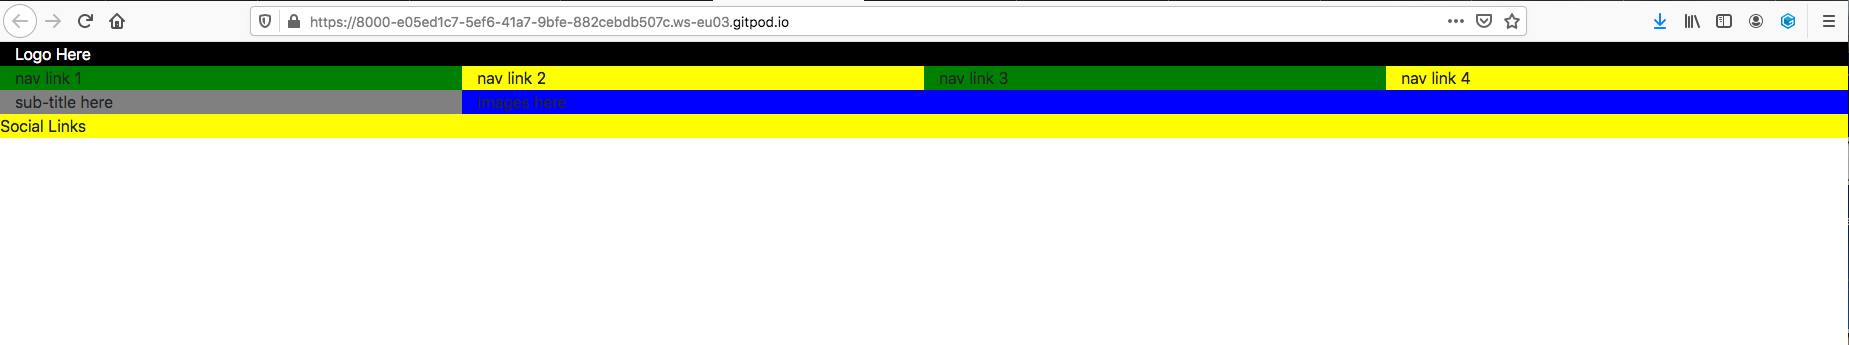 https://8000-e05ed1c7-5ef6-41a7-9bfe-882cebdb507c.ws-eu03.gitpod.io
Logo Here
nav link 1 nav link 2 nav link 3 nav link 4
sub-title here images here
Social Links